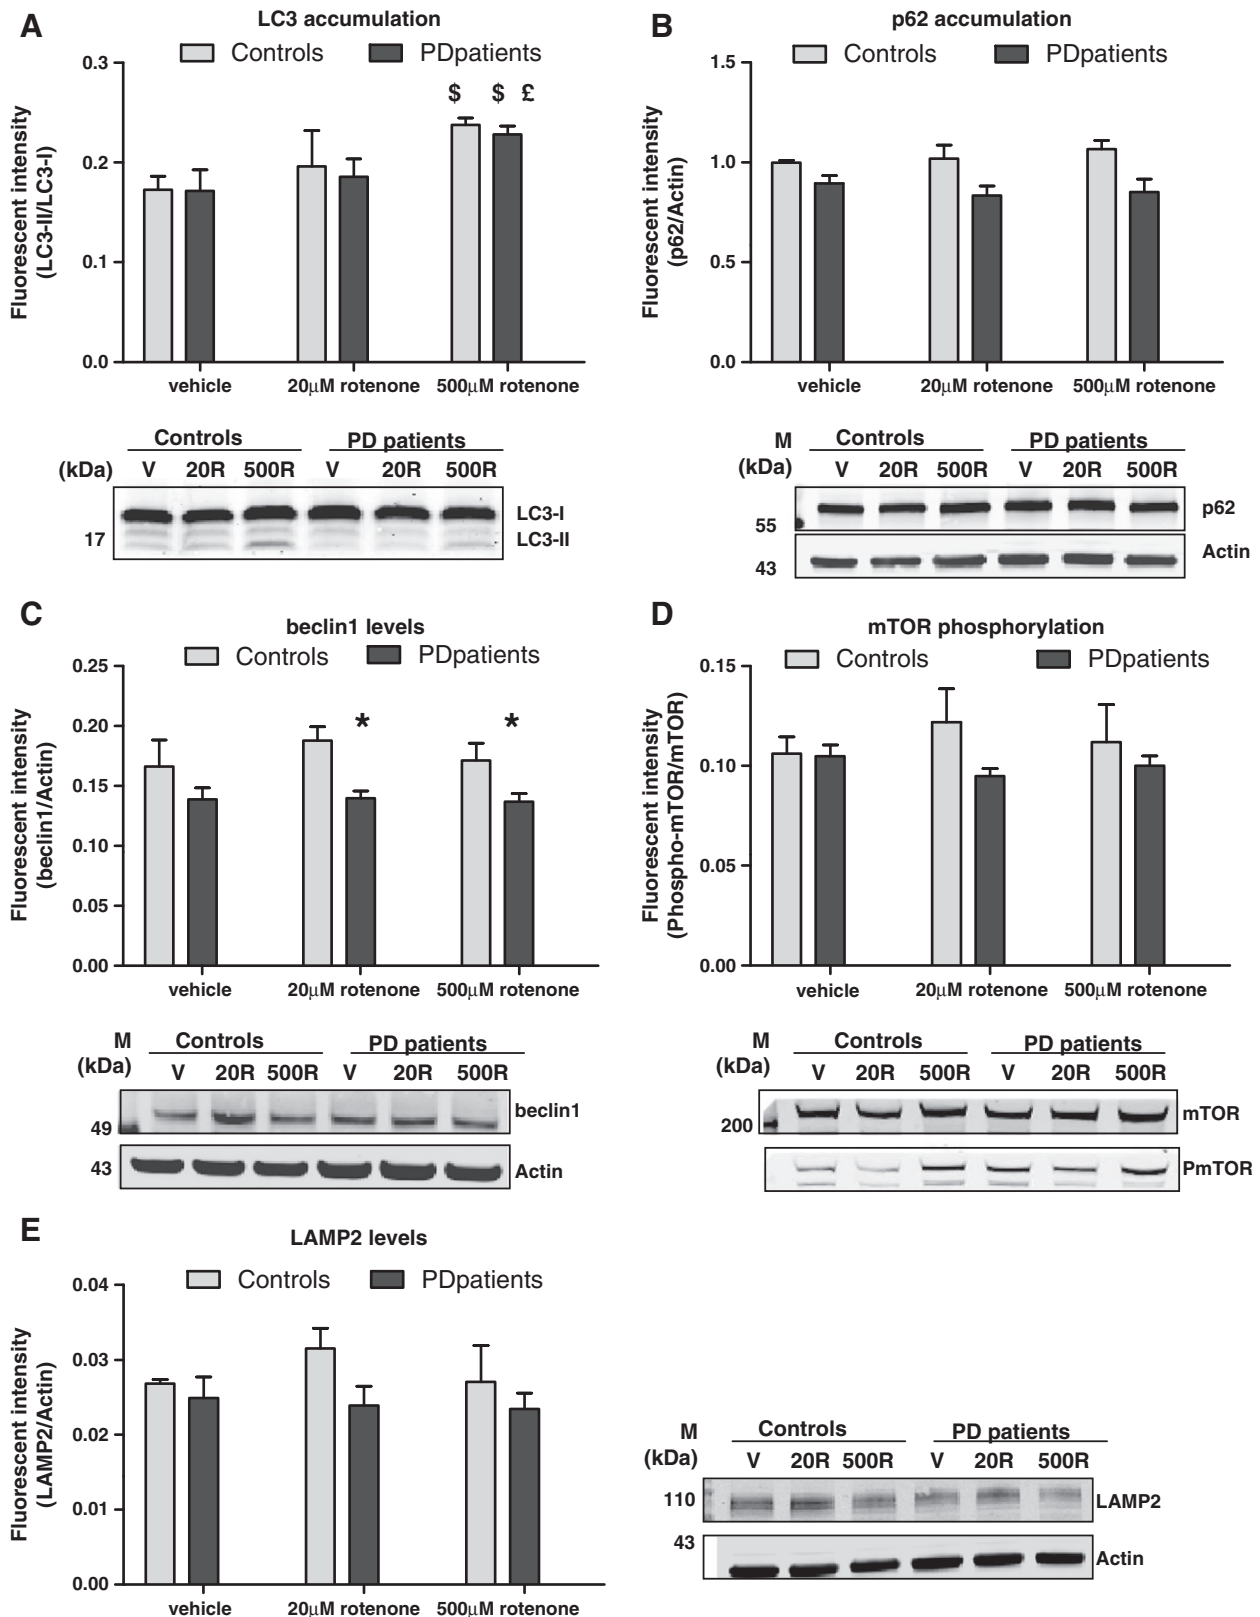 A
LC3 accumulation
Controls PDpatients
Fluorescent intensity
(LC3-II/LC3-I)
0.3
0.2
0.1
0.0
$ $ £
vehicle 20μM rotenone 500μM rotenone
Controls PD patients
(kDa) V 20R 500R V 20R 500R
LC3-I
17 LC3-II
B
p62 accumulation
Controls PDpatients
Fluorescent intensity
(p62/Actin)
1.5
1.0
0.5
0.0
vehicle 20μM rotenone 500μM rotenone
M Controls PD patients
(kDa) V 20R 500R V 20R 500R
p62
55
Actin
43
C
beclin1 levels
Controls PDpatients
Fluorescent intensity
(beclin1/Actin)
0.25
0.20
0.15
0.10
0.05
0.00
* *
vehicle 20μM rotenone 500μM rotenone
M Controls PD patients
(kDa) V 20R 500R V 20R 500R
beclin1
49
43 Actin
D
mTOR phosphorylation
Controls PDpatients
Fluorescent intensity
(Phospho-mTOR/mTOR)
0.15
0.10
0.05
0.00
vehicle 20μM rotenone 500μM rotenone
M Controls PD patients
(kDa) V 20R 500R V 20R 500R
mTOR
200
PmTOR
E
LAMP2 levels
Controls PDpatients
Fluorescent intensity
(LAMP2/Actin)
0.04
0.03
0.02
0.01
0.00
vehicle 20μM rotenone 500μM rotenone
M Controls PD patients
(kDa) V 20R 500R V 20R 500R
110 LAMP2
43
Actin